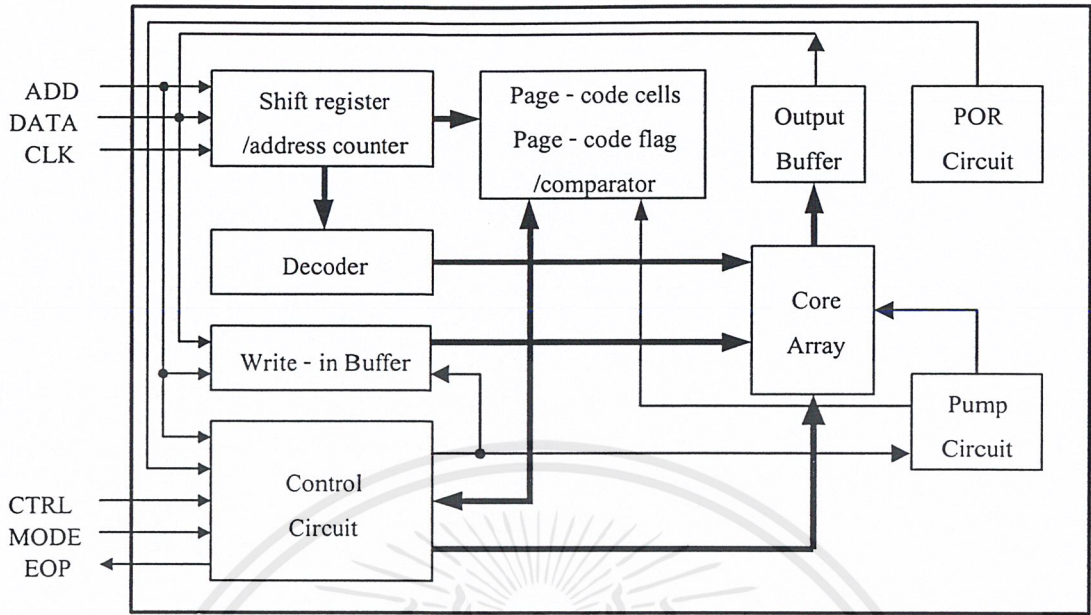 ADD
DATA
CLK
Shift register
/address counter
Page - code cells
Page - code flag
/comparator
Output
Buffer
POR
Circuit
Decoder
Core
Array
Write - in Buffer
Pump
Circuit
Control
Circuit
CTRL
MODE
EOP